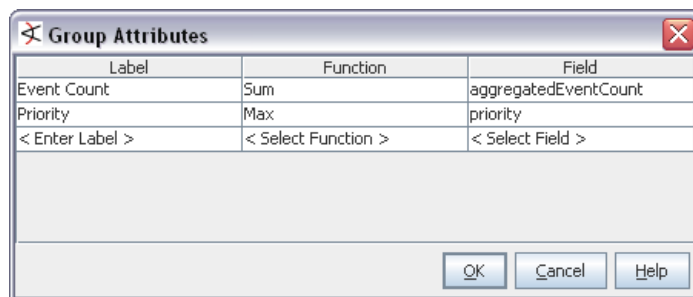 Group Attributes
Label Function Field
Event Count Sum aggregatedEventCount
Priority Max priority
< Enter Label > < Select Function > < Select Field >
OK Cancel Help